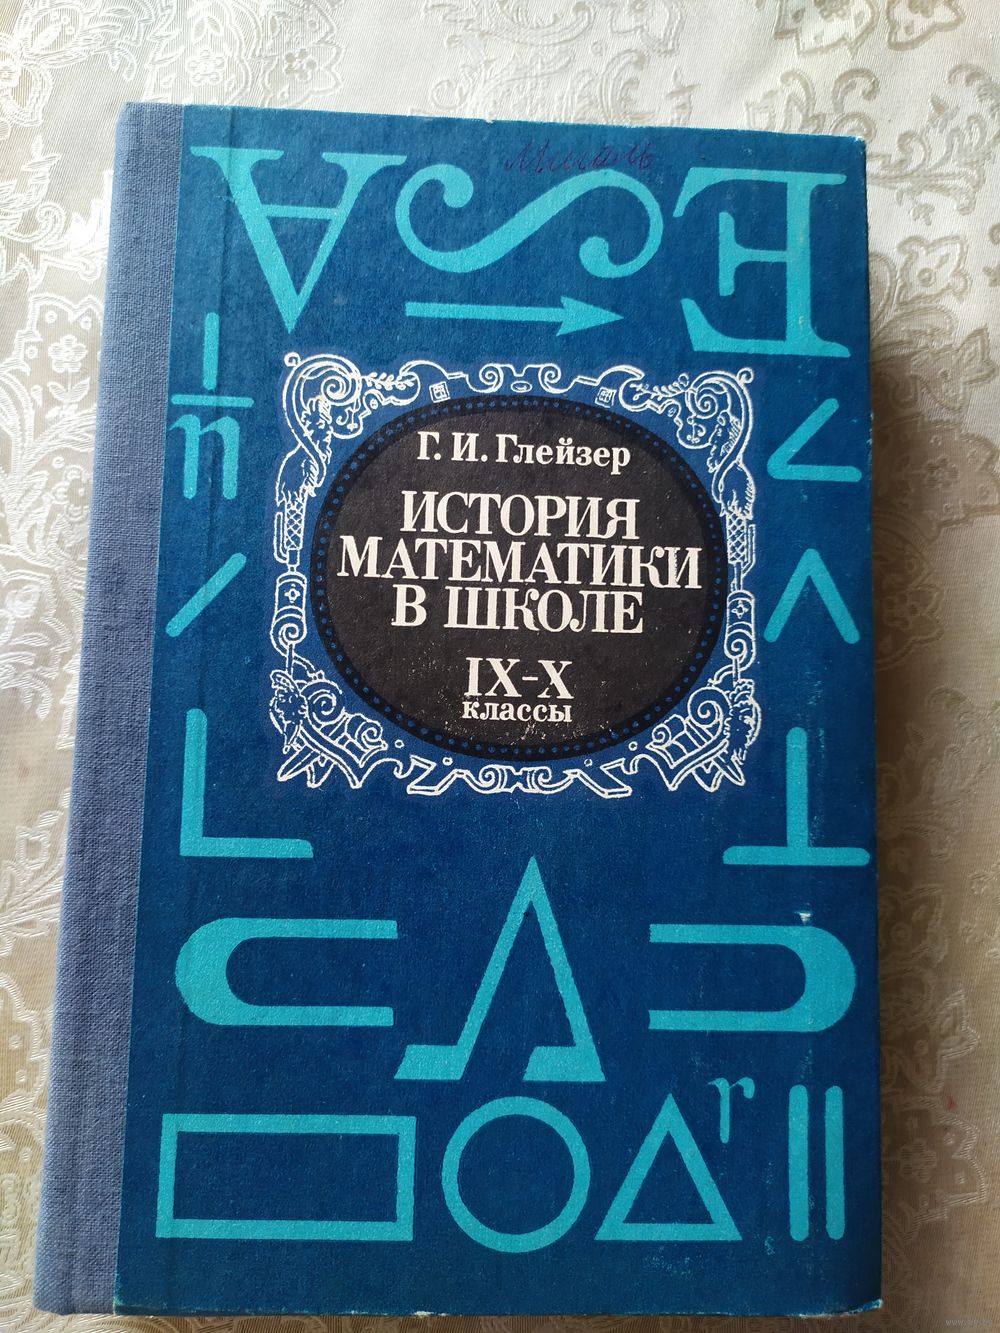 Г. И. Глейзер
ИСТОРИЯ
МАТЕМАТИКИ
В ШКОЛЕ
IX-X
классы